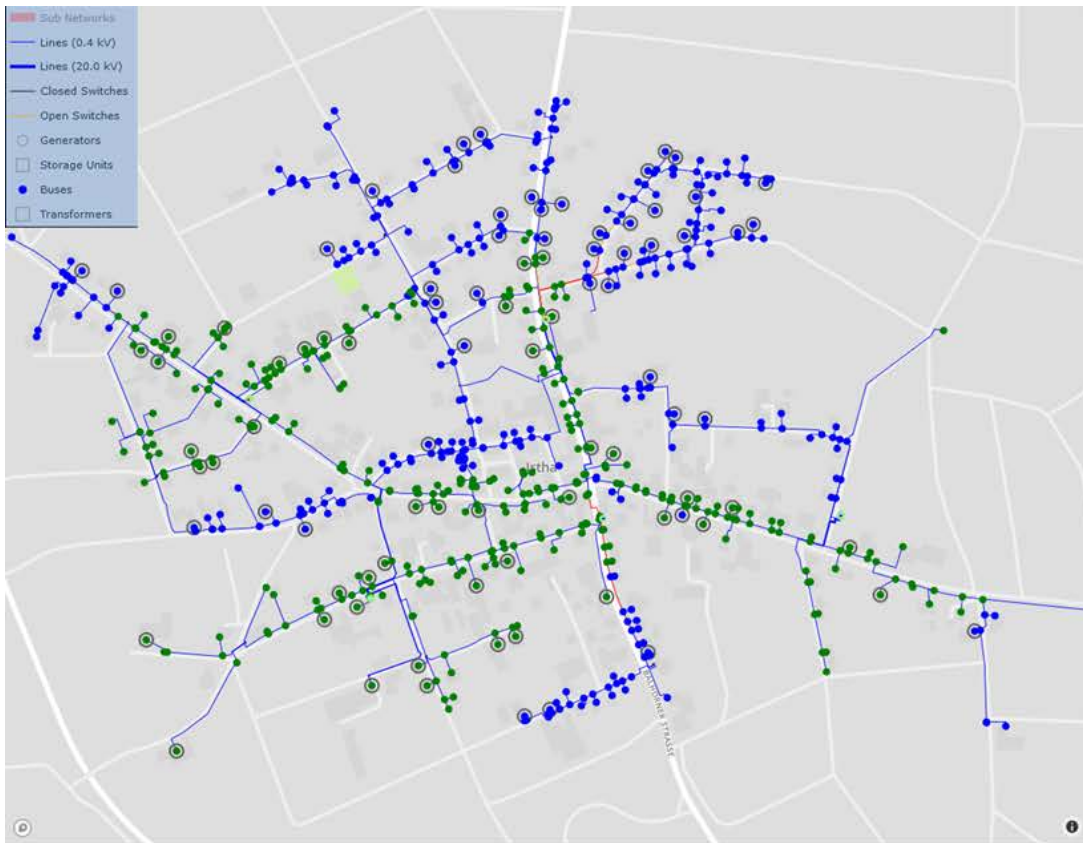 Sub Networks
Lines (0.4 kV)
Lines (20.0 kV)
Closed Switches
Open Switches
Generators
Storage Units
Buses
Transformers
BALHORNER STRASSE